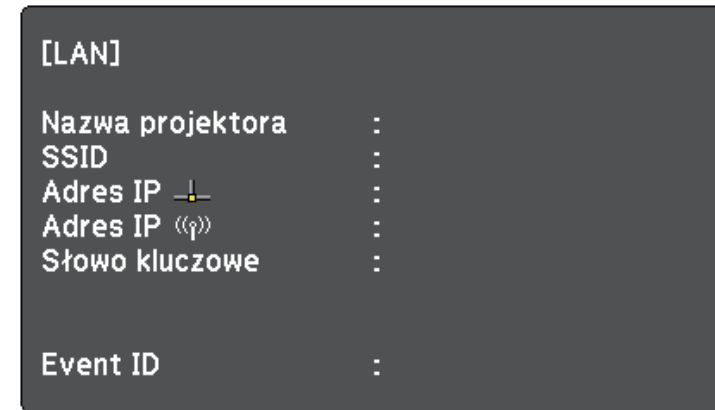 [LAN]
Nazwa projektora :
SSID :
Adres IP :
Adres IP :
Słowo kluczowe :
Event ID :